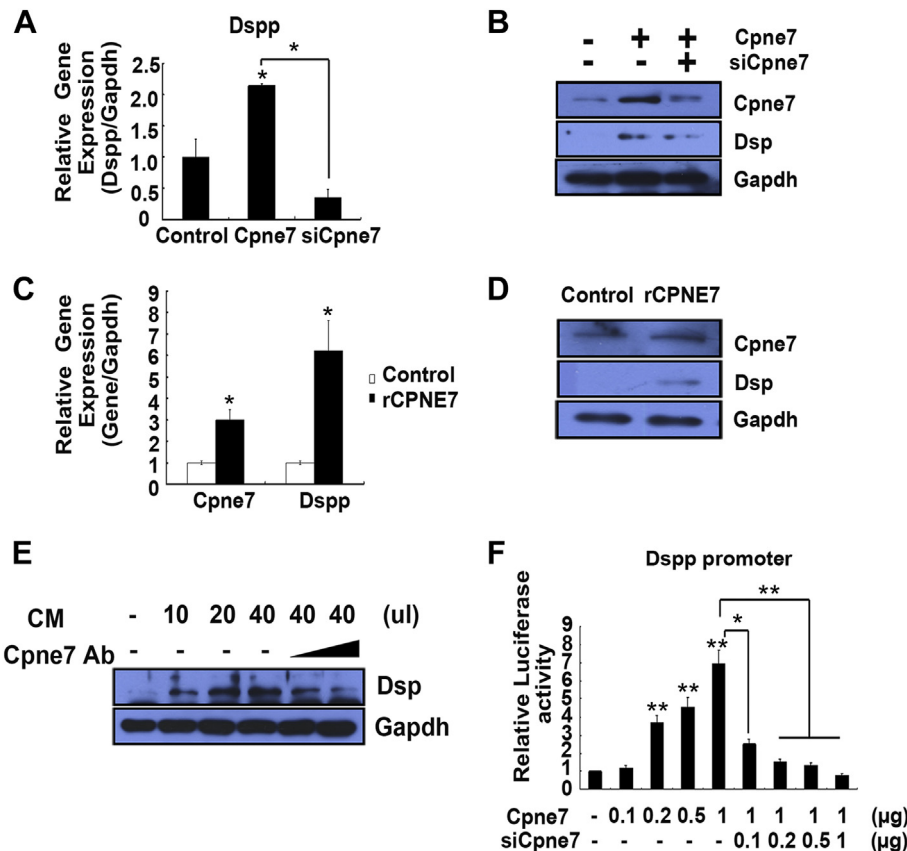 A
Dspp
Relative Gene
Expression
(Dspp/Gapdh)
2.5
2.0
1.5
1.0
0.5
0
*
*
Control Cpne7 siCpne7
B
- + + Cpne7
- - + siCpne7
Cpne7
Dsp
Gapdh
C
Relative Gene
Expression
(Gene/Gapdh)
9
8
7
6
5
4
3
2
1
0
*
*
Control
rCPNE7
Cpne7 Dspp
D
Control rCPNE7
Cpne7
Dsp
Gapdh
E
CM - 10 20 40 40 40 (ul)
Cpne7 Ab - - - -
Dsp
Gapdh
F
Dspp promoter
Relative Luciferase
activity
9
8
7
6
5
4
3
2
1
0
**
**
**
*
**
Cpne7 - 0.1 0.2 0.5 1 1 1 1 1 (μg)
siCpne7 - - - - - 0.1 0.2 0.5 1 (μg)